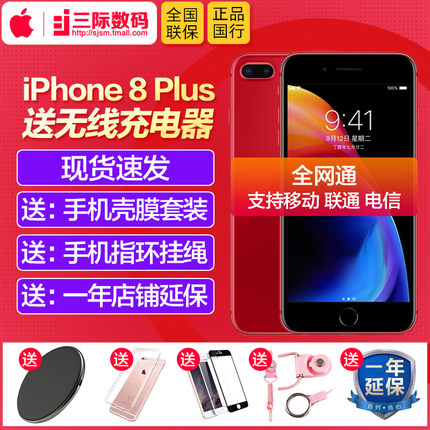 三际数码
http://sjsm.tmall.com
全国
联保
正品
国行
iPhone 8 Plus
送无线充电器
现货速发
送：手机壳膜套装
送：手机指环挂绳
送：一年店铺延保
100%
9:41
9月12日 星期二
全网通
支持移动 联通 电信
送
送
送
送
送
一年
延保